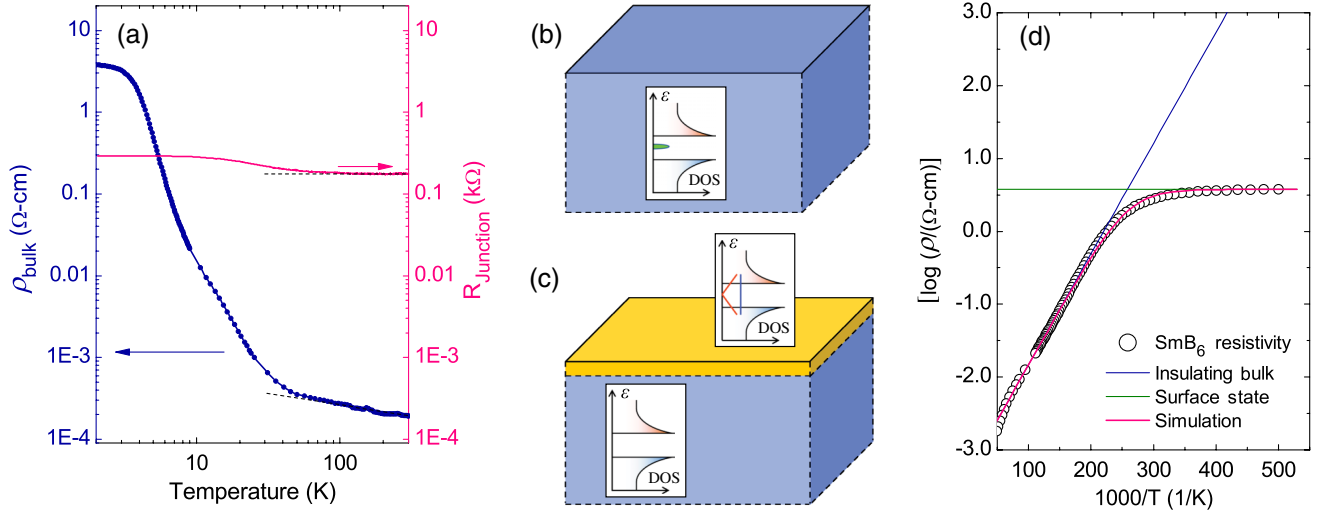 (a)
10
1
0.1
0.01
1E-3
1E-4
ρbulk (Ω-cm)
10
100
Temperature (K)
10
1
0.1
0.01
1E-3
1E-4
RJunction (kΩ)
(b)
ε
DOS
(c)
ε
DOS
ε
DOS
(d)
3.0
2.0
1.0
0.0
-1.0
-2.0
-3.0
[log (ρ/(Ω-cm)]
SmB6 resistivity
Insulating bulk
Surface state
Simulation
100 200 300 400 500
1000/T (1/K)